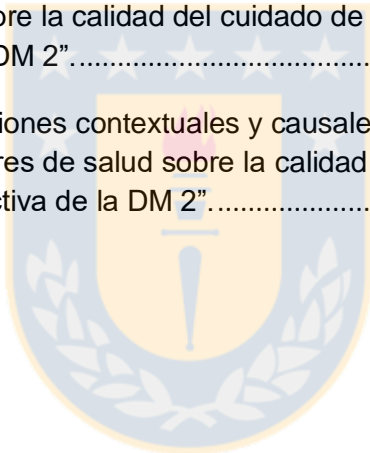 ore la calidad del cuidado de
DM 2”.......................................
iones contextuales y causale
res de salud sobre la calidad
ctiva de la DM 2”......................